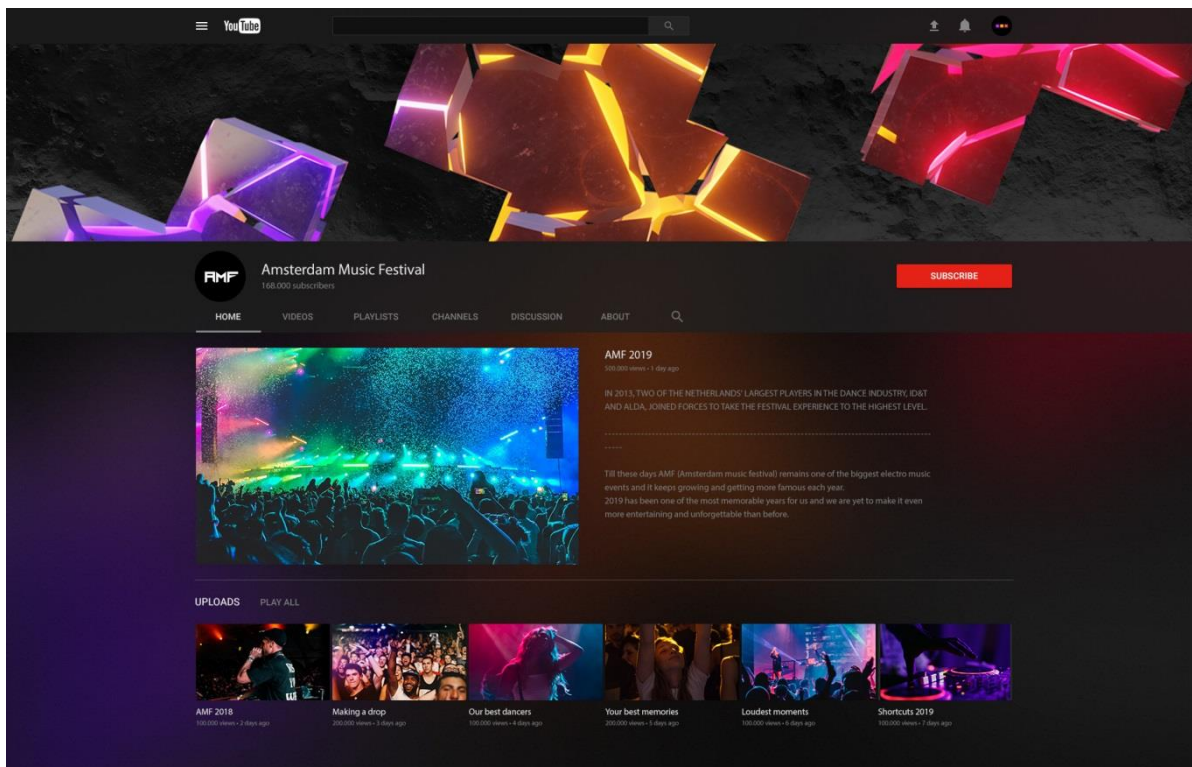 YouTube
AMF
Amsterdam Music Festival
168.000 subscribers
SUBSCRIBE
HOME VIDEOS PLAYLISTS CHANNELS DISCUSSION ABOUT
AMF 2019
500.000 views • 1 day ago
IN 2013, TWO OF THE NETHERLANDS' LARGEST PLAYERS IN THE DANCE INDUSTRY, ID&T
AND ALDA, JOINED FORCES TO TAKE THE FESTIVAL EXPERIENCE TO THE HIGHEST LEVEL.
Till these days AMF (Amsterdam music festival) remains one of the biggest electro music
events and it keeps growing and getting more famous each year.
2019 has been one of the most memorable years for us and we are yet to make it even
more entertaining and unforgettable than before.
UPLOADS PLAY ALL
AMF 2018
100.000 views • 2 days ago
Making a drop
200.000 views • 3 days ago
Our best dancers
100.000 views • 4 days ago
Your best memories
200.000 views • 5 days ago
Loudest moments
100.000 views • 6 days ago
Shortcuts 2019
100.000 views • 7 days ago